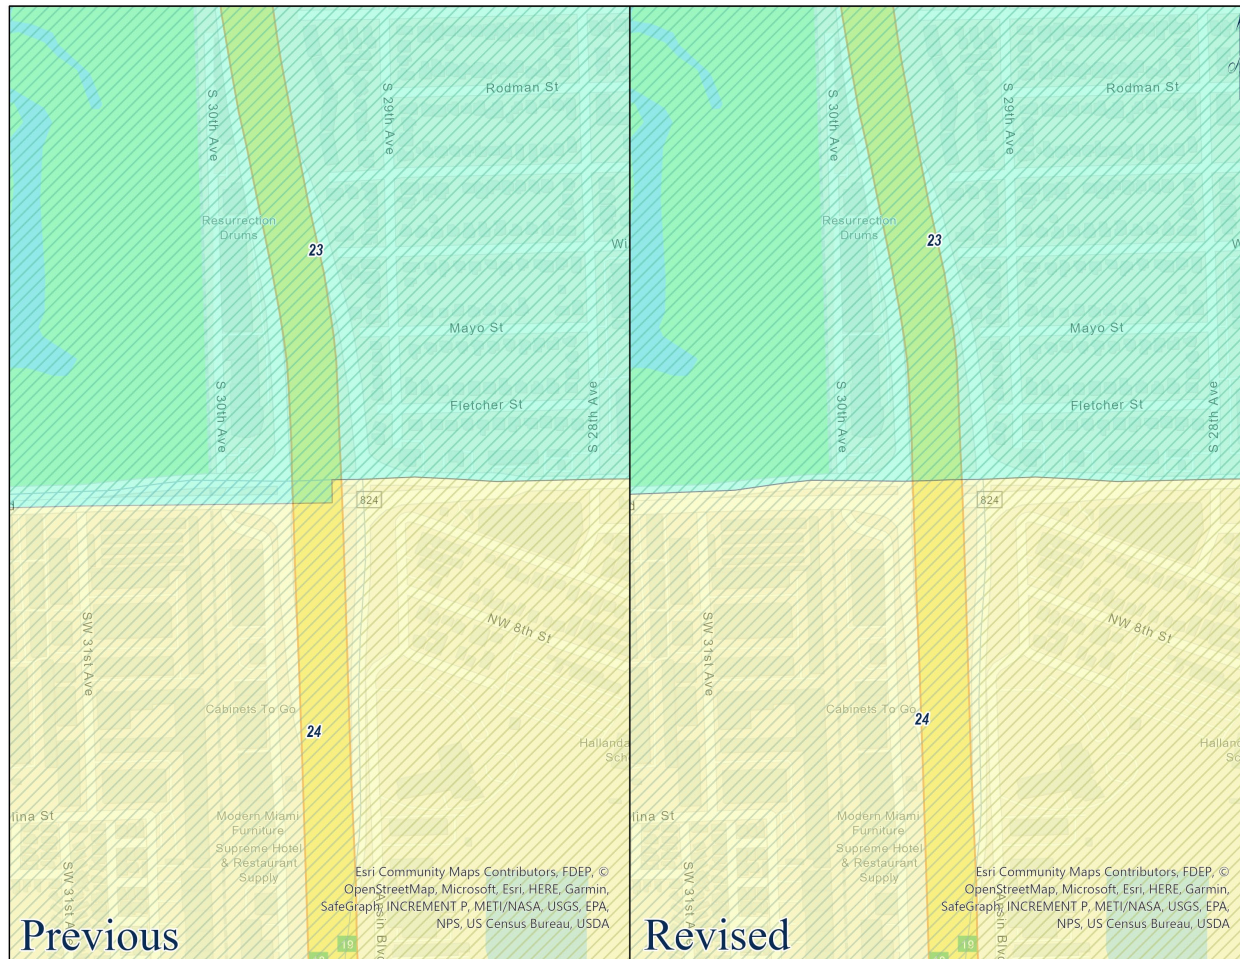 Rodman St
S 30th Ave
S 29th Ave
Resurrection
Drums
23
Mayo St
S 30th Ave
S 28th Ave
Fletcher St
824
SW 31st Ave
NW 8th St
Cabinets To Go
24
Modern Miami
Furniture
Supreme Hotel
& Restaurant
Supply
Esri Community Maps Contributors, FDEP, ©
OpenStreetMap, Microsoft, Esri, HERE, Garmin,
SafeGraph, INCREMENT P, METI/NASA, USGS, EPA,
NPS, US Census Bureau, USDA
19
Previous
Rodman St
S 30th Ave
S 29th Ave
Resurrection
Drums
23
Mayo St
S 30th Ave
S 28th Ave
Fletcher St
824
SW 31st Ave
NW 8th St
Cabinets To Go
24
Modern Miami
Furniture
Supreme Hotel
& Restaurant
Supply
Esri Community Maps Contributors, FDEP, ©
OpenStreetMap, Microsoft, Esri, HERE, Garmin,
SafeGraph, INCREMENT P, METI/NASA, USGS, EPA,
NPS, US Census Bureau, USDA
19
Revised